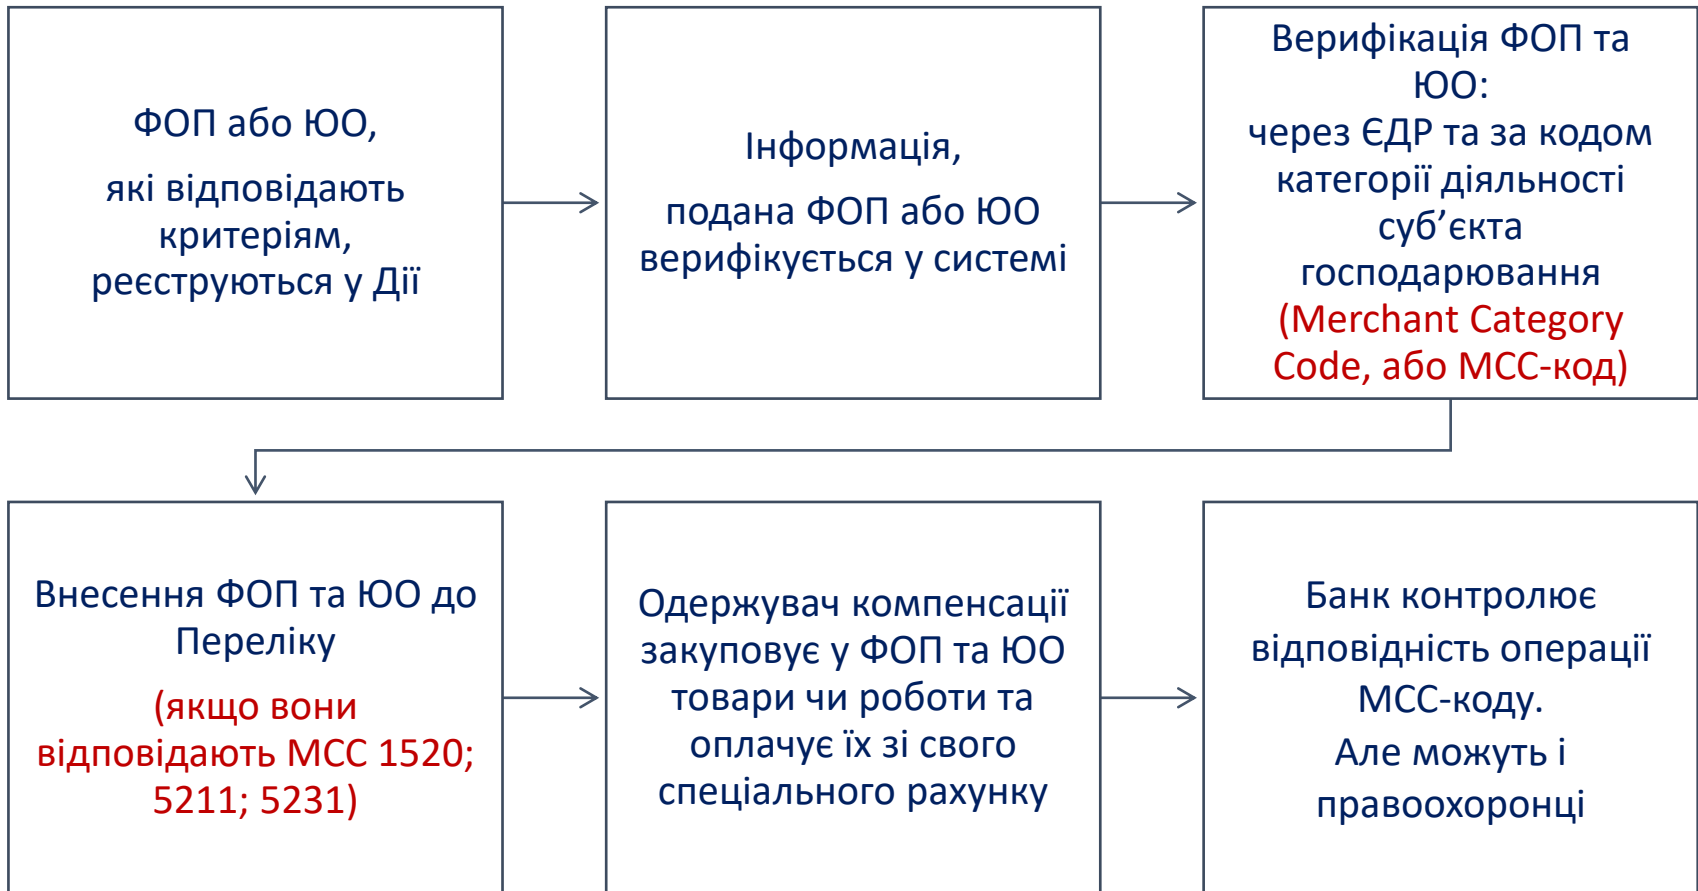 ФОП або ЮО,
які відповідають
критеріям,
реєструються у Дії
Інформація,
подана ФОП або ЮО
верифікується у системі
Верифікація ФОП та
ЮО:
через ЄДР та за кодом
категорії діяльності
суб’єкта
господарювання
(Merchant Category
Code, або МСС-код)
Внесення ФОП та ЮО до
Переліку
(якщо вони
відповідають МСС 1520;
5211; 5231)
Одержувач компенсації
закуповує у ФОП та ЮО
товари чи роботи та
оплачує їх зі свого
спеціального рахунку
Банк контролює
відповідність операції
МСС-коду.
Але можуть і
правоохоронці